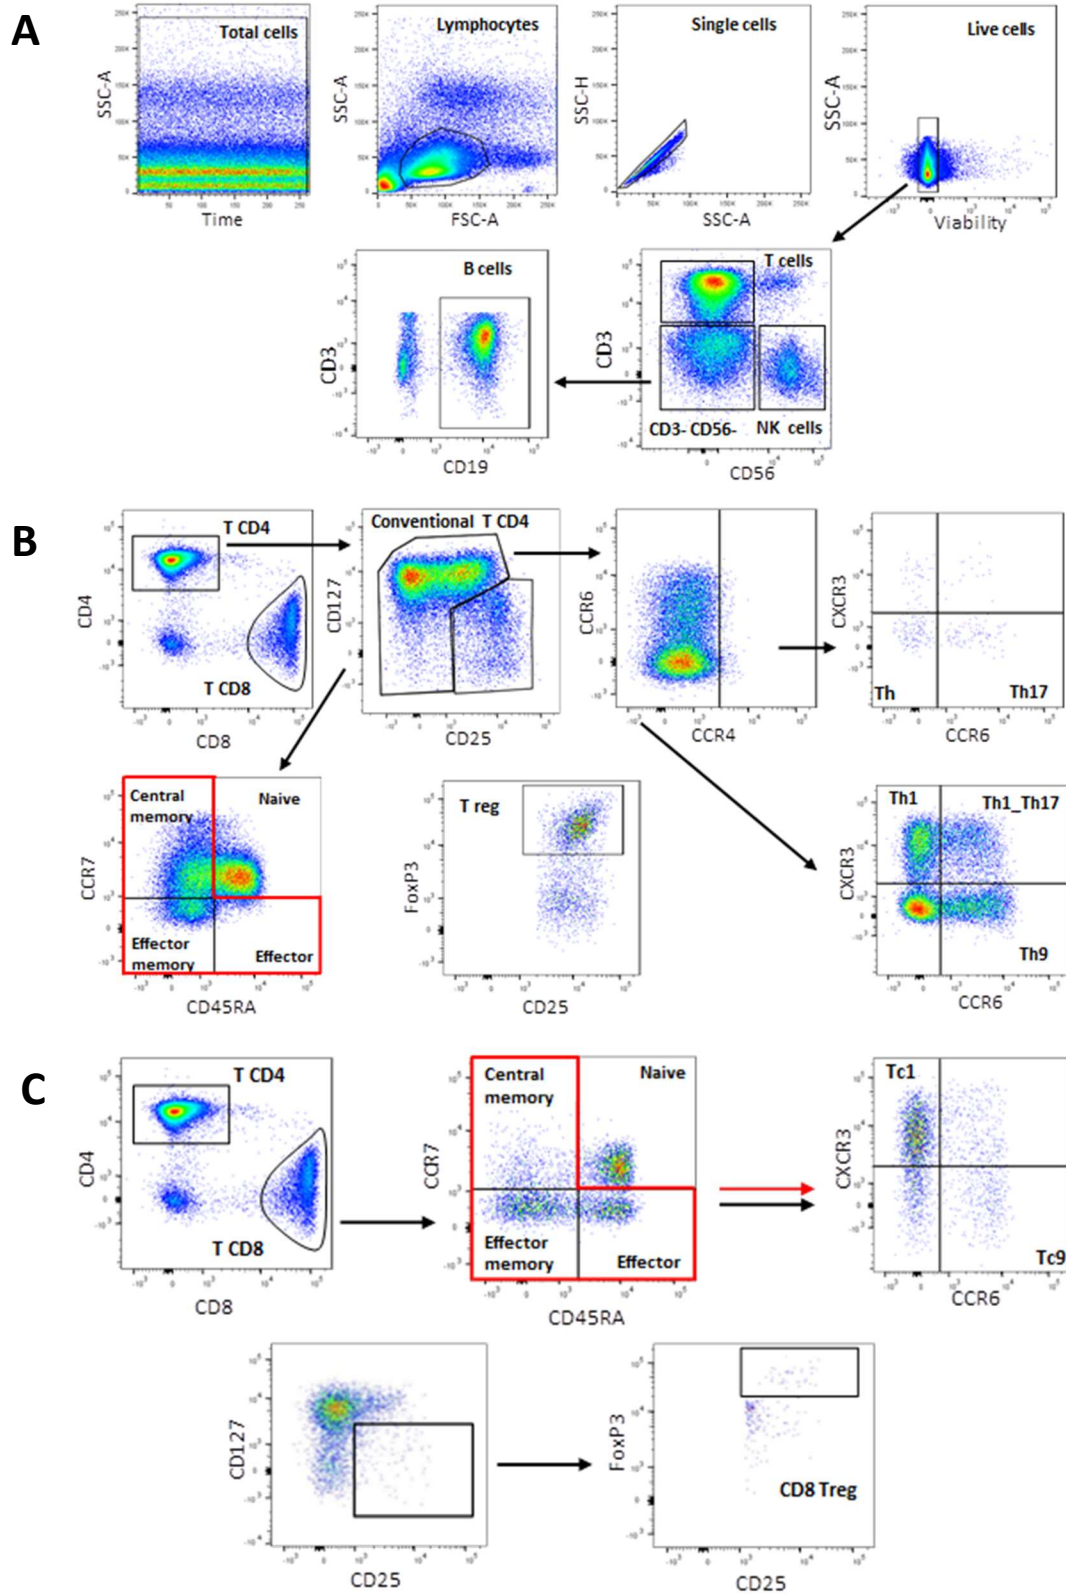 A
Total cells
SSC-A
Time
Lymphocytes
SSC-A
FSC-A
Single cells
SSC-H
SSC-A
Live cells
SSC-A
Viability
B cells
CD3
CD19
T cells
CD3
CD3- CD56-
NK cells
CD56
B
T CD4
CD4
T CD8
CD8
Conventional T CD4
CD127
CD25
CCR6
CCR4
CXCR3
Th
Th17
CCR6
Central
memory
Naive
CCR7
Effector
memory
Effector
CD45RA
T reg
FoxP3
CD25
Th1
Th1_Th17
CXCR3
Th9
CCR6
C
T CD4
CD4
T CD8
CD8
Central
memory
Naive
CCR7
Effector
memory
Effector
CD45RA
Tc1
CXCR3
Tc9
CCR6
CD127
CD25
FoxP3
CD8 Treg
CD25